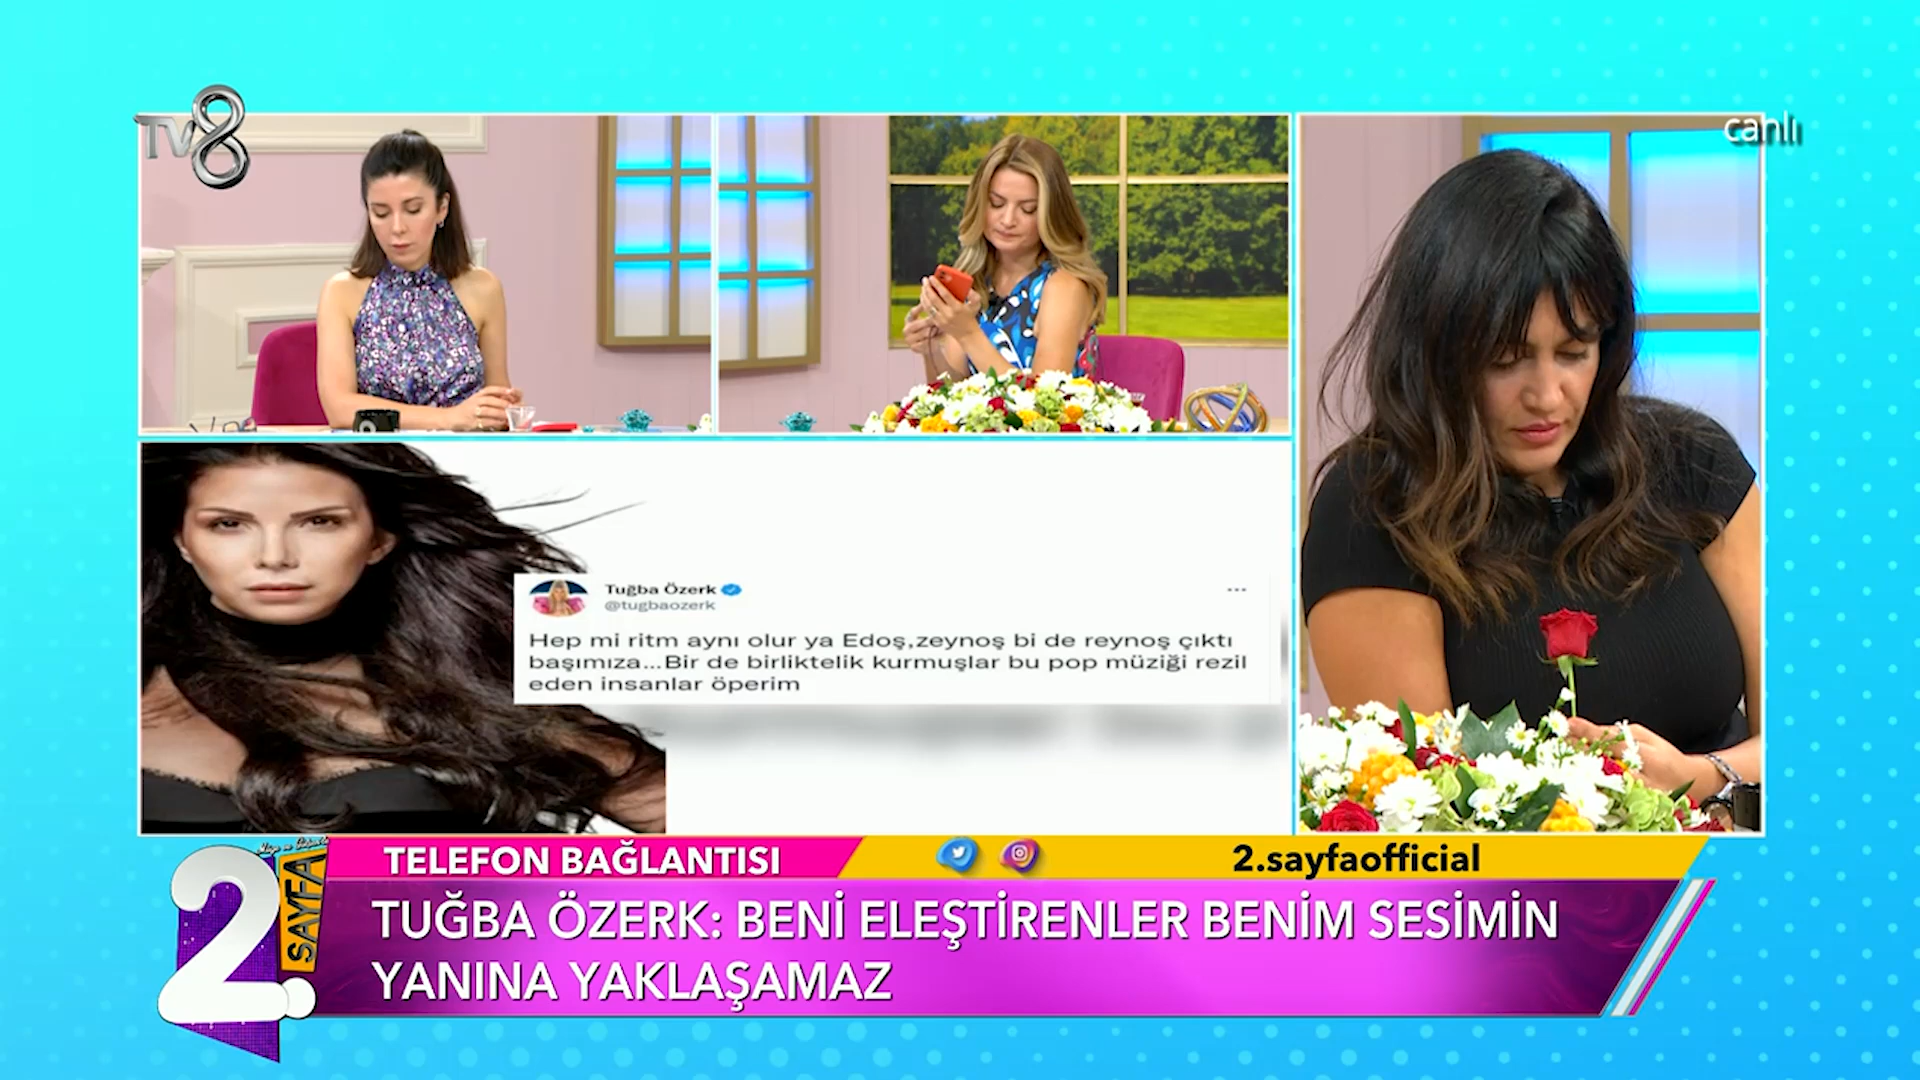 TV8
canlı
Tuğba Özerk
@tugbaozerk
Hep mi ritm aynı olur ya Edoş,zeynoş bi de reynoş çıktı
başımıza...Bir de birliktelik kurmuşlar bu pop müziği rezil
eden insanlar öperim
2. SAYFA
TELEFON BAĞLANTISI
2.sayfaofficial
TUĞBA ÖZERK: BENİ ELEŞTİRENLER BENİM SESİMİN
YANINA YAKLAŞAMAZ